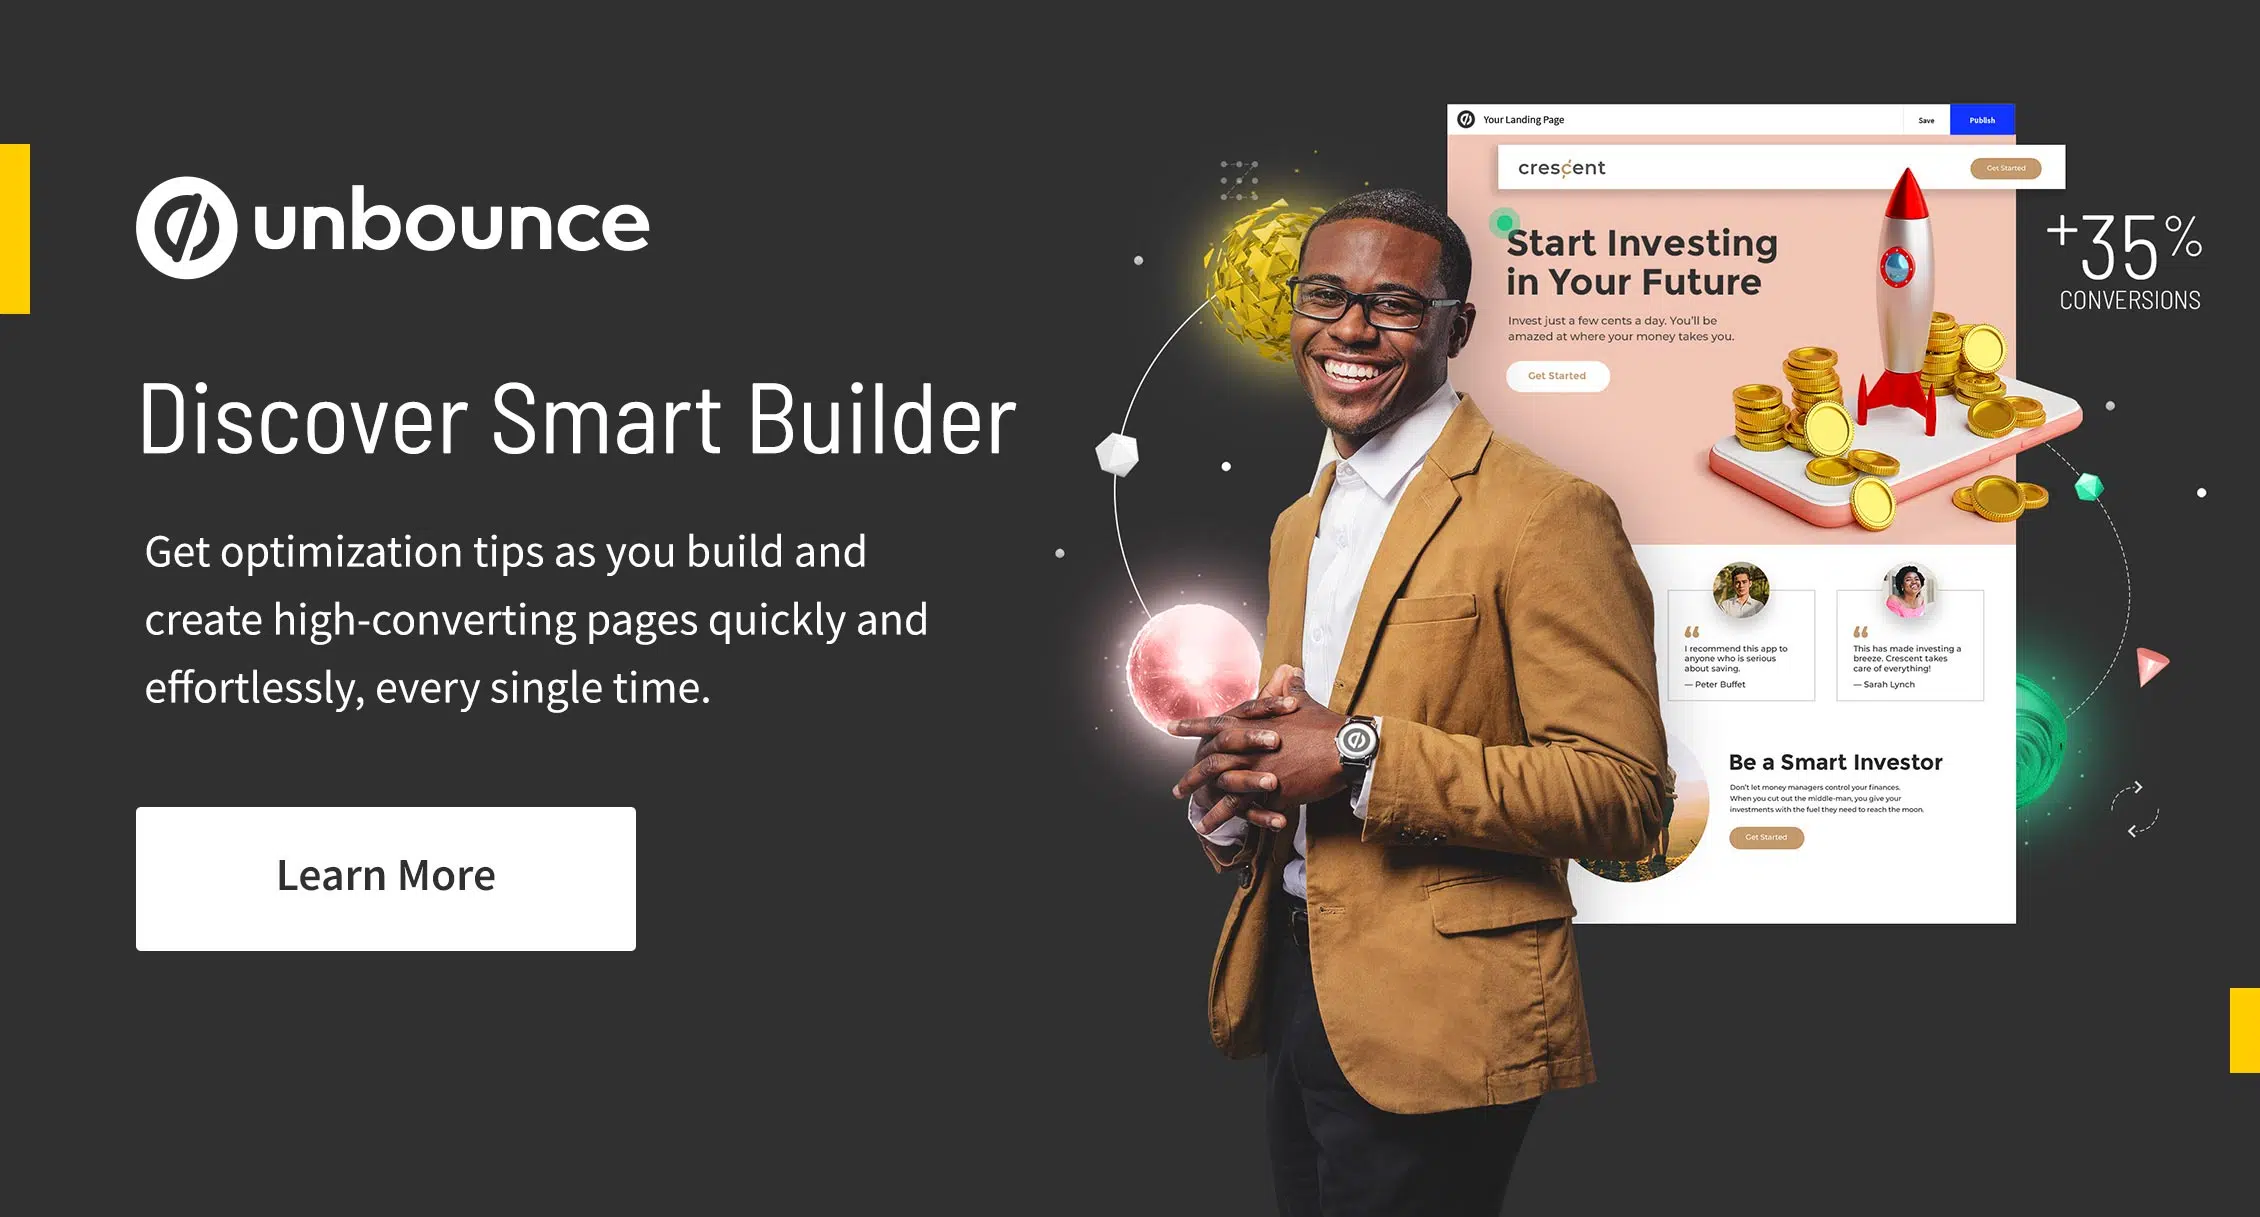 unbounce
Discover Smart Builder
Get optimization tips as you build and
create high-converting pages quickly and
effortlessly, every single time.
Learn More
Your Landing Page
Save
Publish
crescent
Get Started
Start Investing
in Your Future
Invest just a few cents a day. You'll be
amazed at where your money takes you.
Get Started
+35%
CONVERSIONS
“
I recommend this app to
anyone who is serious
about saving.
— Peter Buffet
“
This has made investing a
breeze. Crescent takes
care of everything!
— Sarah Lynch
Be a Smart Investor
Don't let money managers control your finances.
When you cut out the middle-man, you give your
investments with the fuel they need to reach the moon.
Get Started